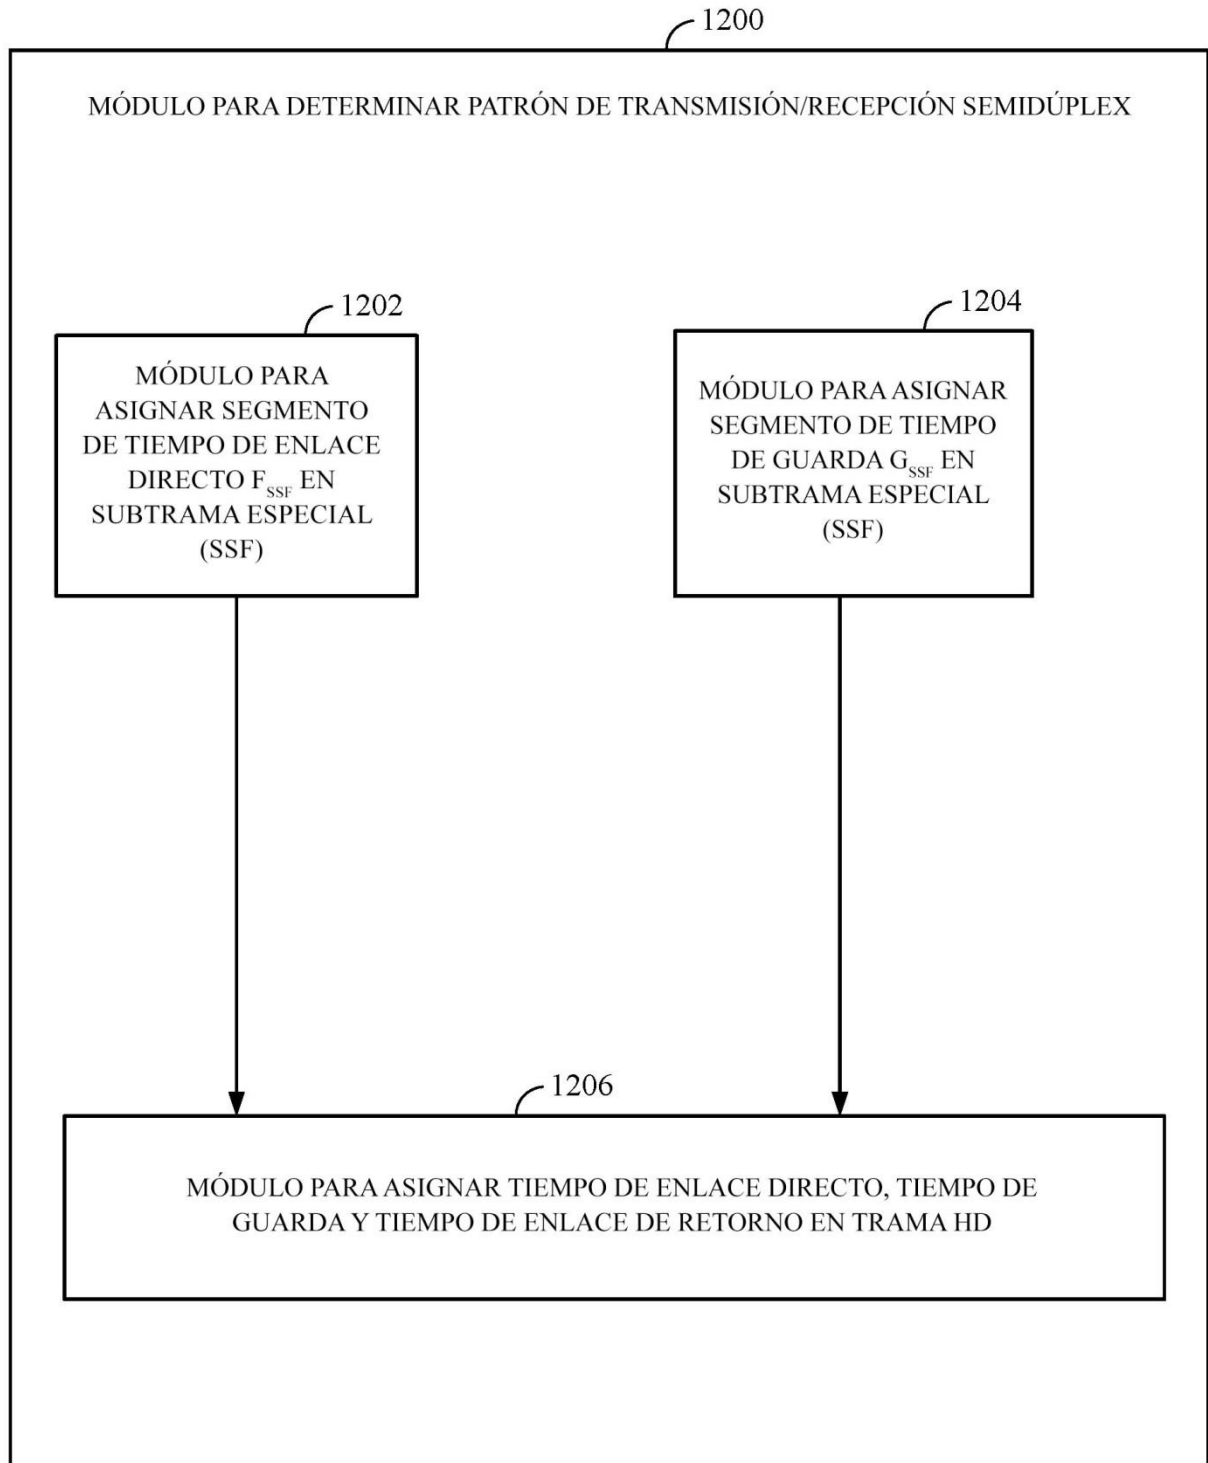 1200
MÓDULO PARA DETERMINAR PATRÓN DE TRANSMISIÓN/RECEPCIÓN SEMIDÚPLEX
1202
MÓDULO PARA
ASIGNAR SEGMENTO
DE TIEMPO DE ENLACE
DIRECTO F_SSF EN
SUBTRAMA ESPECIAL
(SSF)
1204
MÓDULO PARA ASIGNAR
SEGMENTO DE TIEMPO
DE GUARDA G_SSF EN
SUBTRAMA ESPECIAL
(SSF)
1206
MÓDULO PARA ASIGNAR TIEMPO DE ENLACE DIRECTO, TIEMPO DE
GUARDA Y TIEMPO DE ENLACE DE RETORNO EN TRAMA HD